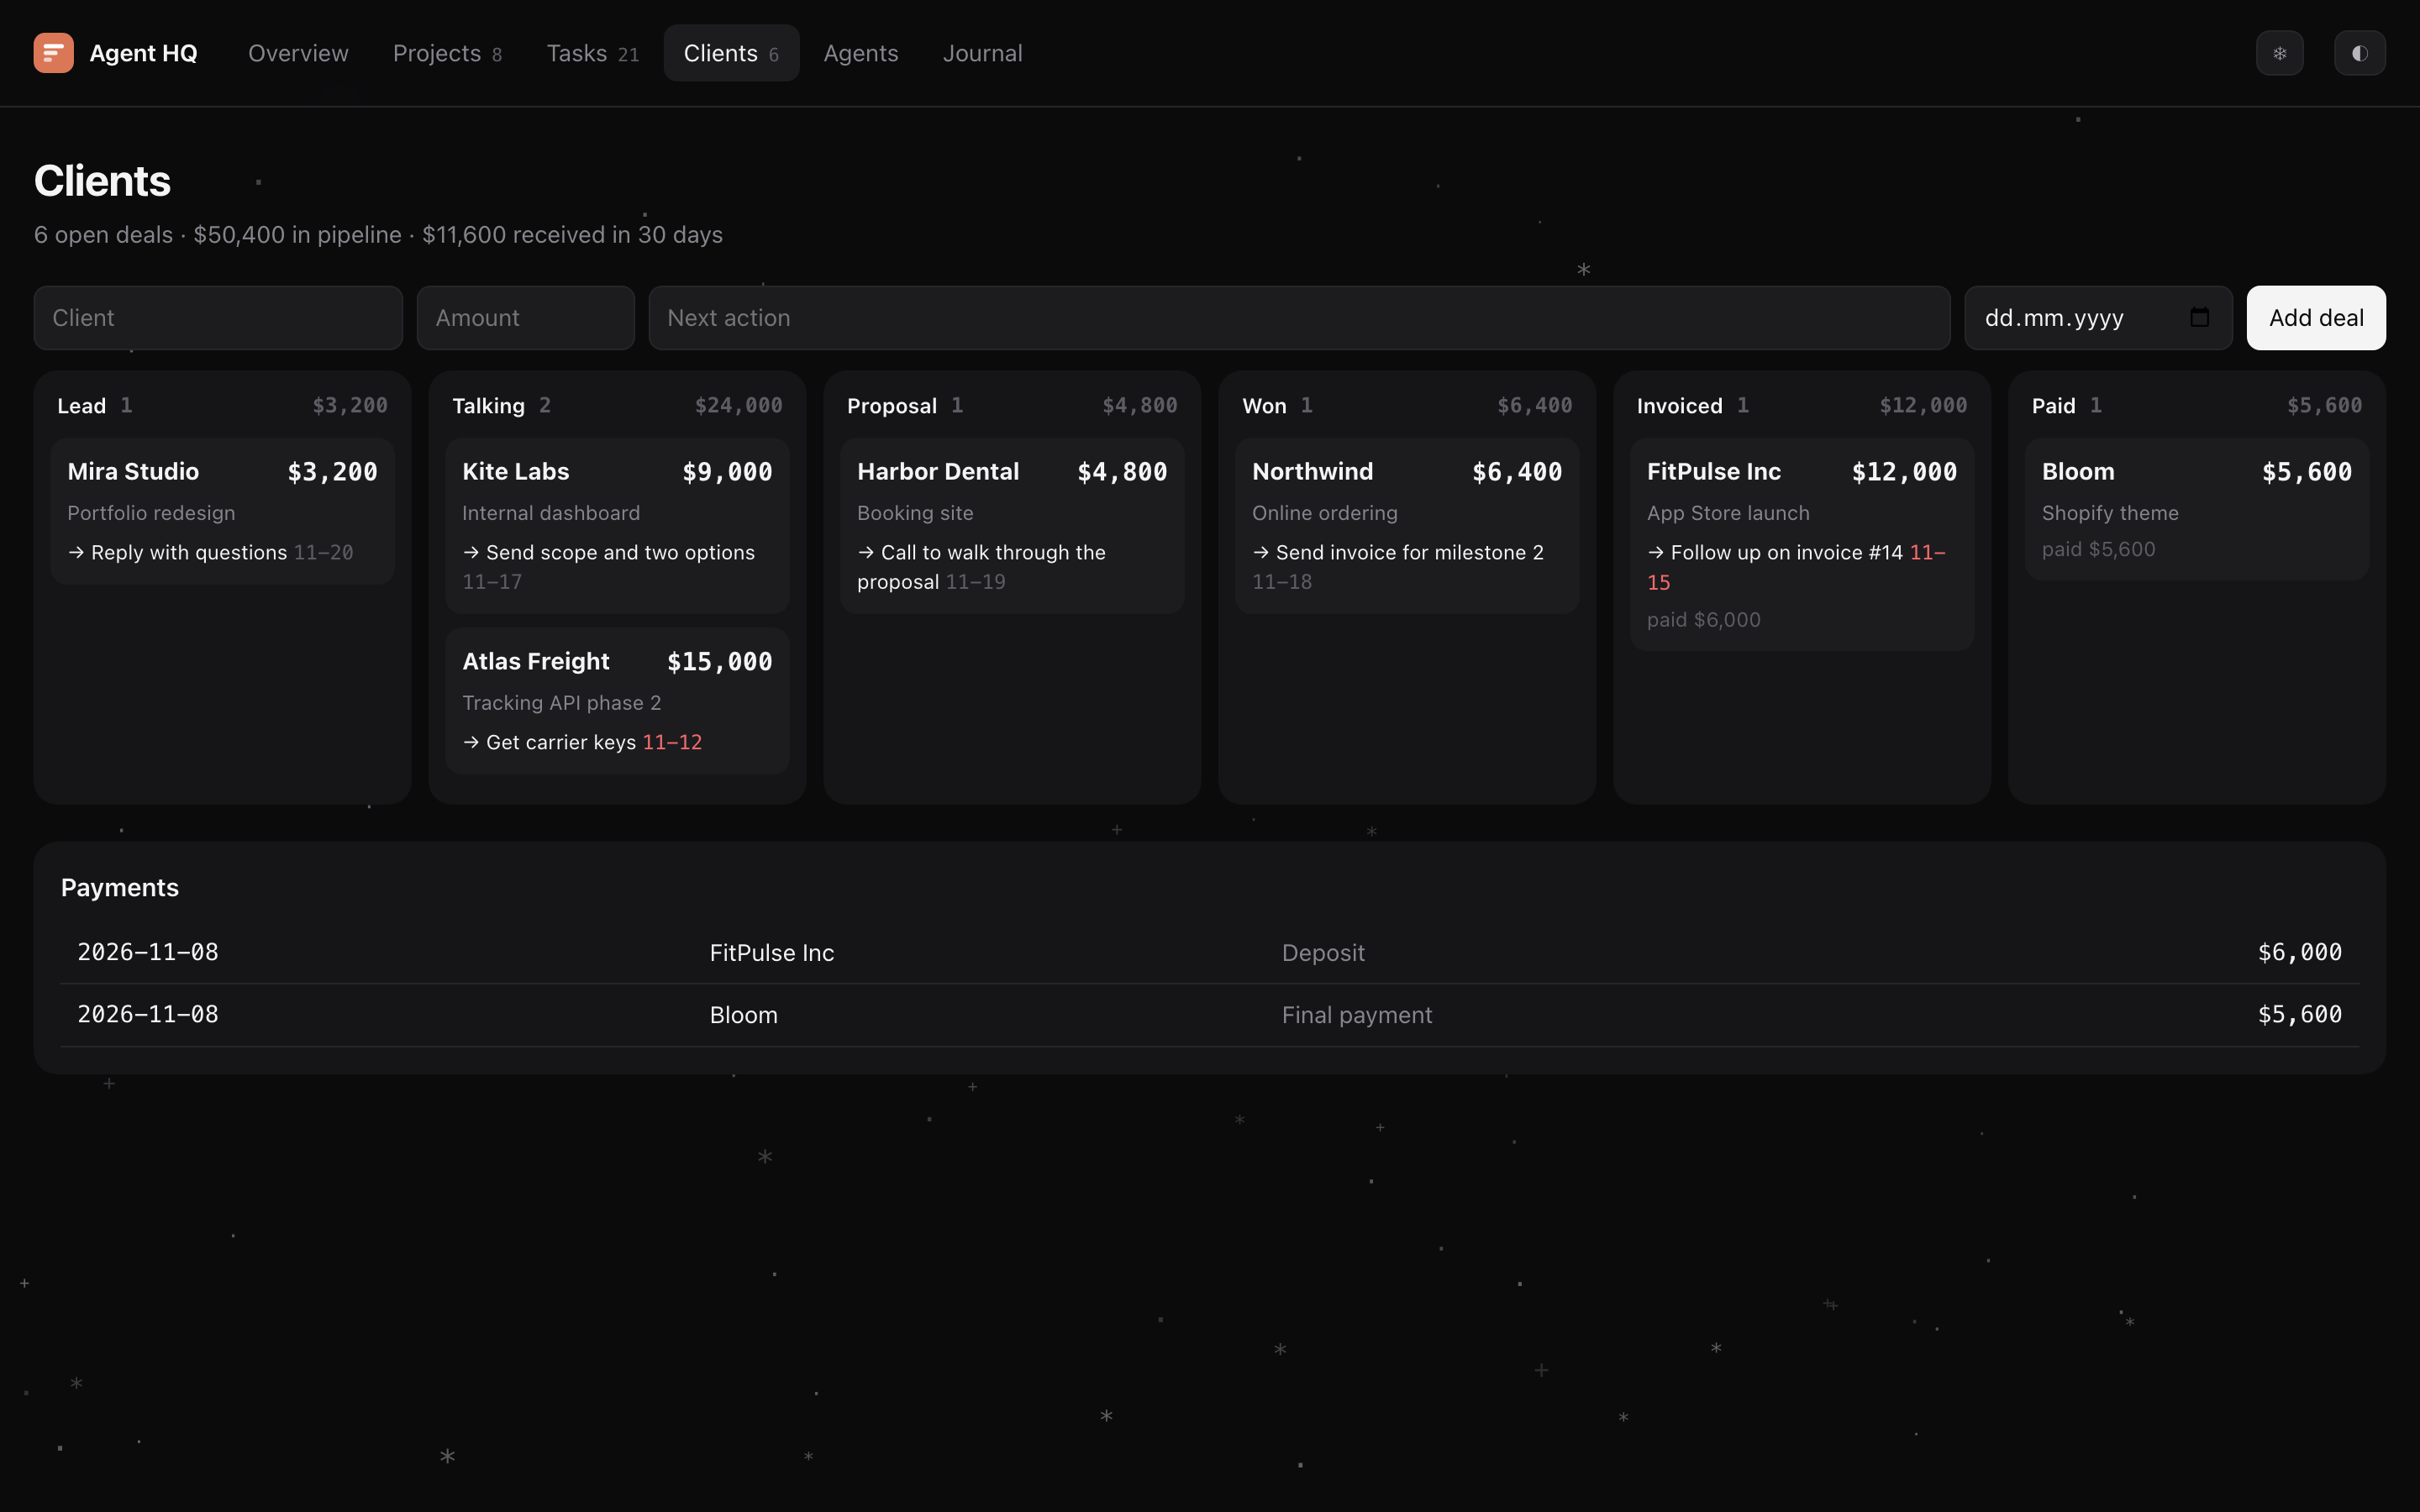 Agent HQ Overview Projects 8 Tasks 21 Clients 6 Agents Journal
Clients
6 open deals · $50,400 in pipeline · $11,600 received in 30 days
Client Amount Next action dd.mm.yyyy Add deal
Lead 1 $3,200
Mira Studio $3,200
Portfolio redesign
→ Reply with questions 11-20
Talking 2 $24,000
Kite Labs $9,000
Internal dashboard
→ Send scope and two options
11-17
Atlas Freight $15,000
Tracking API phase 2
→ Get carrier keys 11-12
Proposal 1 $4,800
Harbor Dental $4,800
Booking site
→ Call to walk through the
proposal 11-19
Won 1 $6,400
Northwind $6,400
Online ordering
→ Send invoice for milestone 2
11-18
Invoiced 1 $12,000
FitPulse Inc $12,000
App Store launch
→ Follow up on invoice #14 11-
15
paid $6,000
Paid 1 $5,600
Bloom $5,600
Shopify theme
paid $5,600
Payments
2026-11-08 FitPulse Inc Deposit $6,000
2026-11-08 Bloom Final payment $5,600